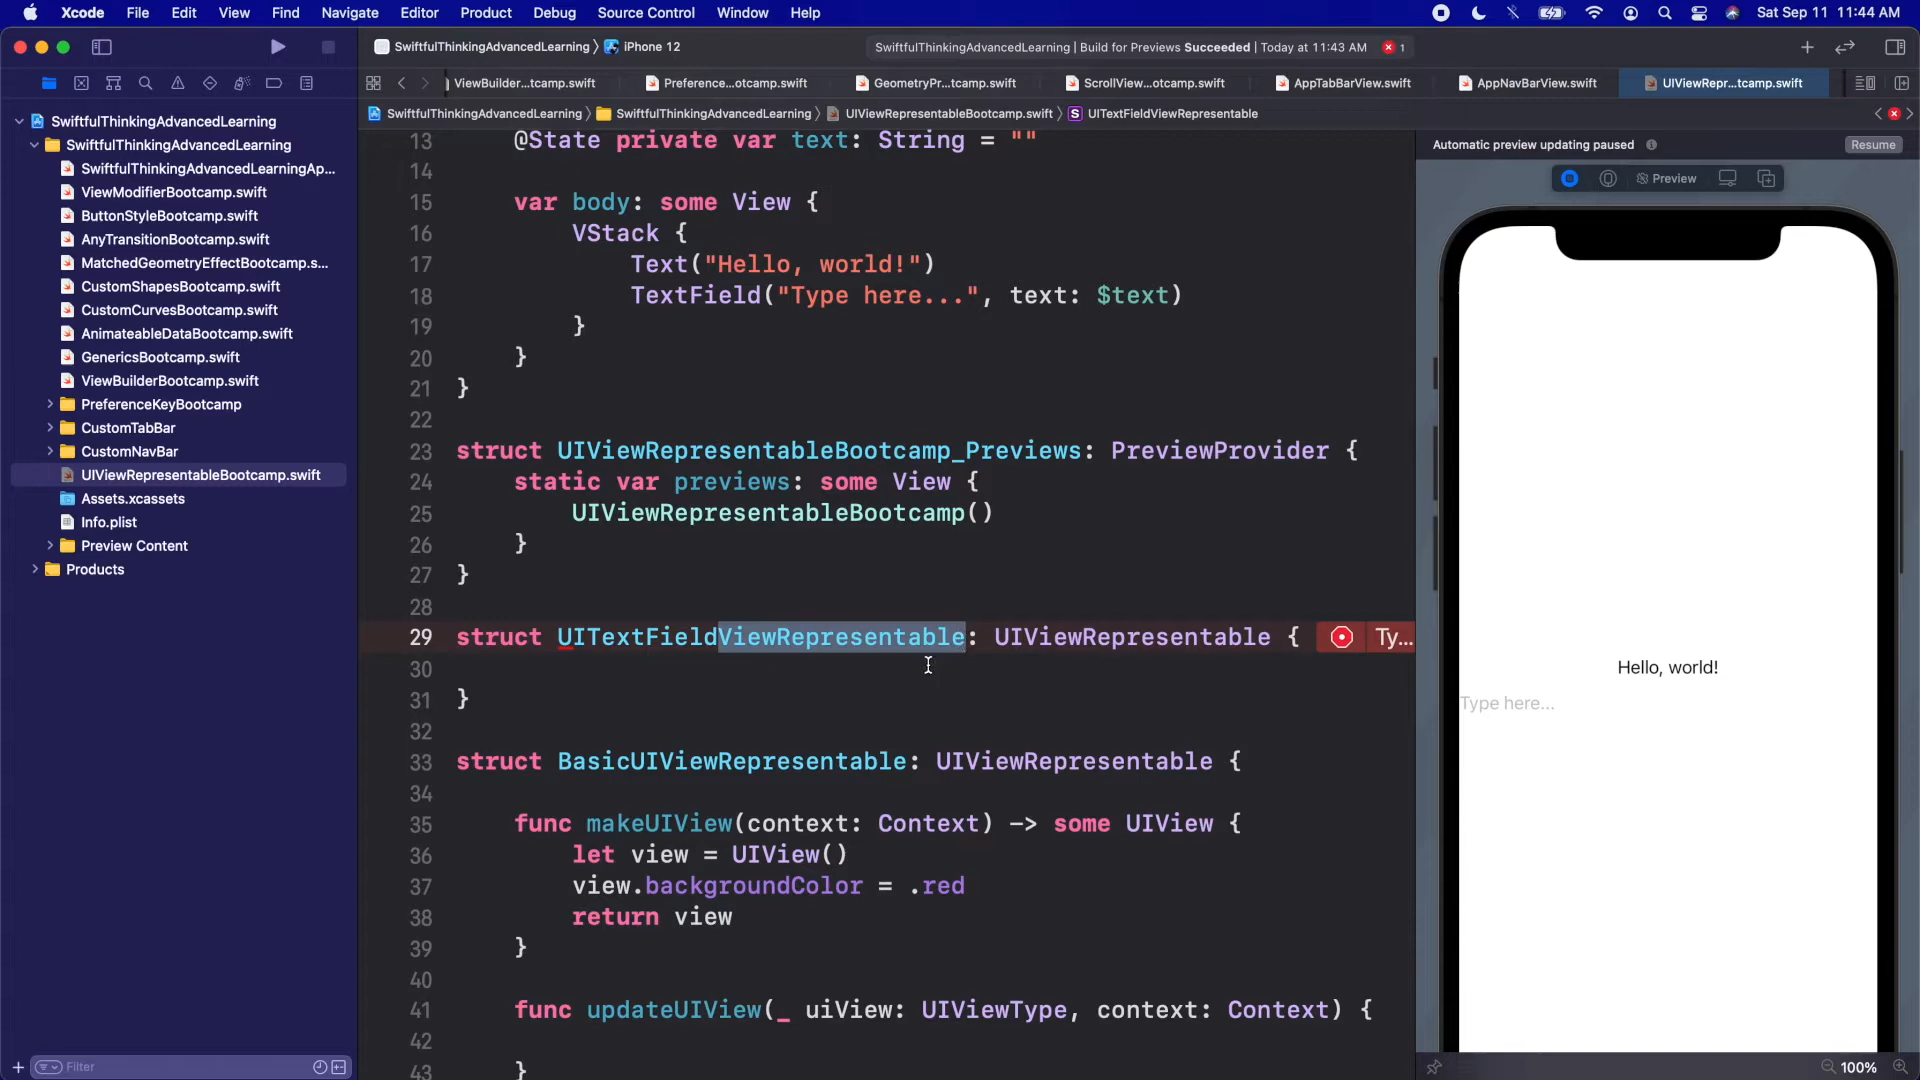 Xcode File Edit View Find Navigate Editor Product Debug Source Control Window Help Sat Sep 11 11:44 AM
SwiftfulThinkingAdvancedLearning 〉 iPhone 12
SwiftfulThinkingAdvancedLearning | Build for Previews Succeeded | Today at 11:43 AM 1
ViewBuilder...tcamp.swift Preference...otcamp.swift GeometryPr...tcamp.swift ScrollView...otcamp.swift AppTabBarView.swift AppNavBarView.swift UIViewRepr...tcamp.swift
SwiftfulThinkingAdvancedLearning 〉 SwiftfulThinkingAdvancedLearning 〉 UIViewRepresentableBootcamp.swift 〉 S UITextFieldViewRepresentable
SwiftfulThinkingAdvancedLearning
SwiftfulThinkingAdvancedLearning
SwiftfulThinkingAdvancedLearningAp...
ViewModifierBootcamp.swift
ButtonStyleBootcamp.swift
AnyTransitionBootcamp.swift
MatchedGeometryEffectBootcamp.s...
CustomShapesBootcamp.swift
CustomCurvesBootcamp.swift
AnimateableDataBootcamp.swift
GenericsBootcamp.swift
ViewBuilderBootcamp.swift
PreferenceKeyBootcamp
CustomTabBar
CustomNavBar
UIViewRepresentableBootcamp.swift
Assets.xcassets
Info.plist
Preview Content
Products
Filter
13 @State private var text: String = ""
14
15 var body: some View {
16 VStack {
17 Text("Hello, world!")
18 TextField("Type here...", text: $text)
19 }
20 }
21 }
22
23 struct UIViewRepresentableBootcamp_Previews: PreviewProvider {
24 static var previews: some View {
25 UIViewRepresentableBootcamp()
26 }
27 }
28
29 struct UITextFieldViewRepresentable: UIViewRepresentable { Ty...
30
31 }
32
33 struct BasicUIViewRepresentable: UIViewRepresentable {
34
35 func makeUIView(context: Context) -> some UIView {
36 let view = UIView()
37 view.backgroundColor = .red
38 return view
39 }
40
41 func updateUIView(_ uiView: UIViewType, context: Context) {
42
43 }
Automatic preview updating paused Resume
Preview
Hello, world!
Type here...
100%